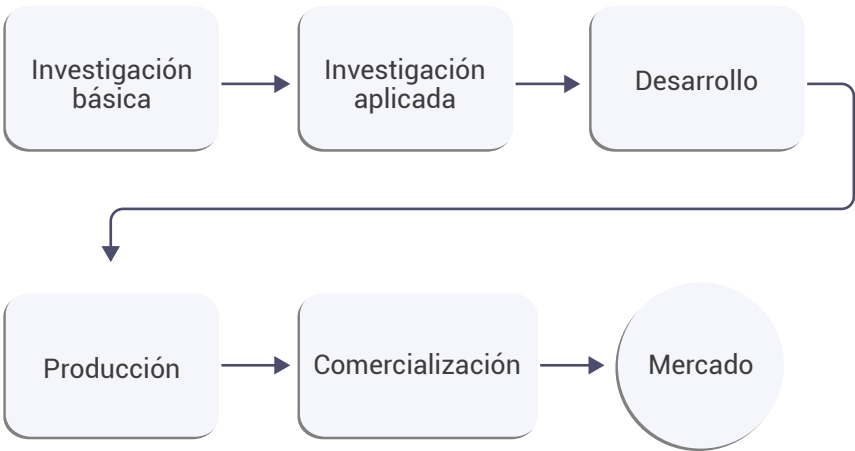 Investigación
básica
Investigación
aplicada
Desarrollo
Producción
Comercialización
Mercado